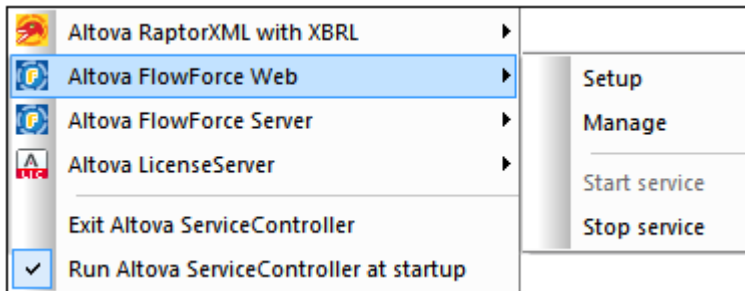 Altova RaptorXML with XBRL
Altova FlowForce Web
Altova FlowForce Server
Altova LicenseServer
Exit Altova ServiceController
Run Altova ServiceController at startup
Setup
Manage
Start service
Stop service
A
LIC
F
F